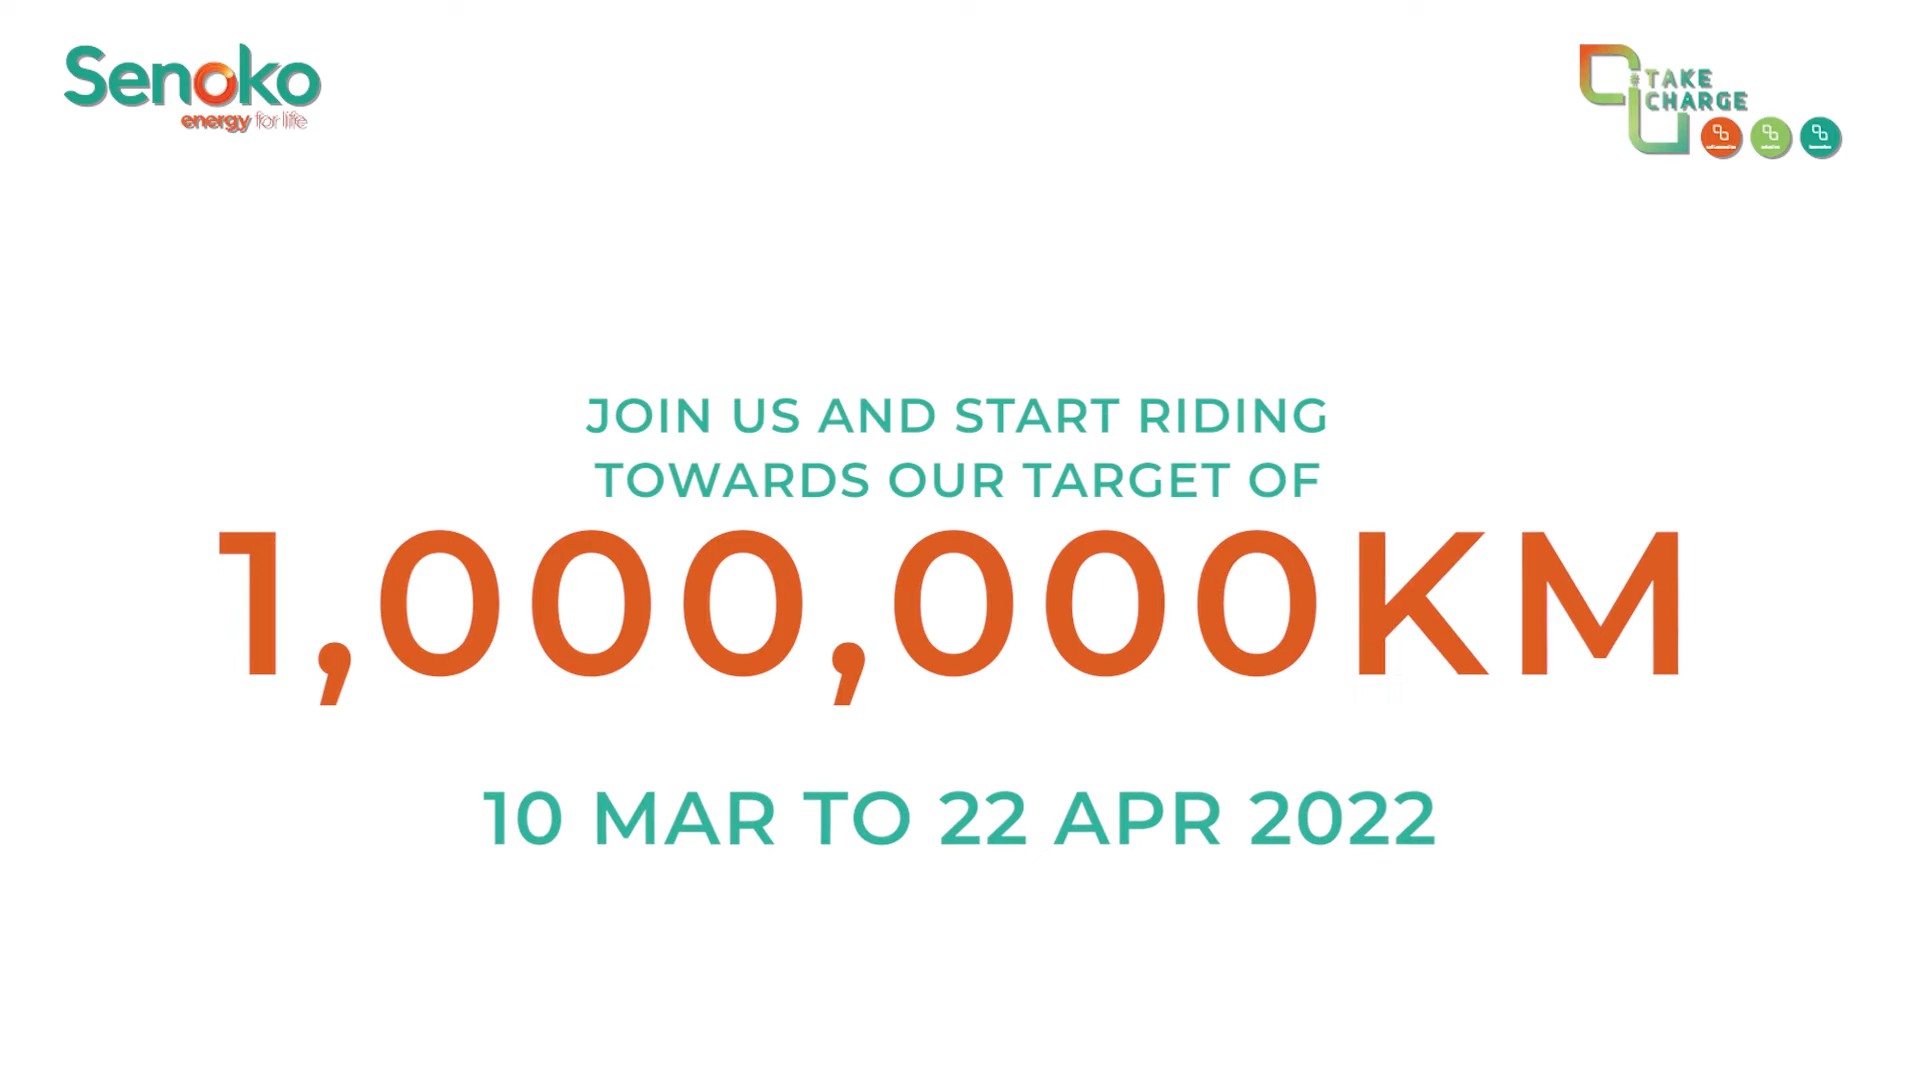 Senoko
energy for life
#TAKE
CHARGE
JOIN US AND START RIDING
TOWARDS OUR TARGET OF
1,000,000KM
10 MAR TO 22 APR 2022